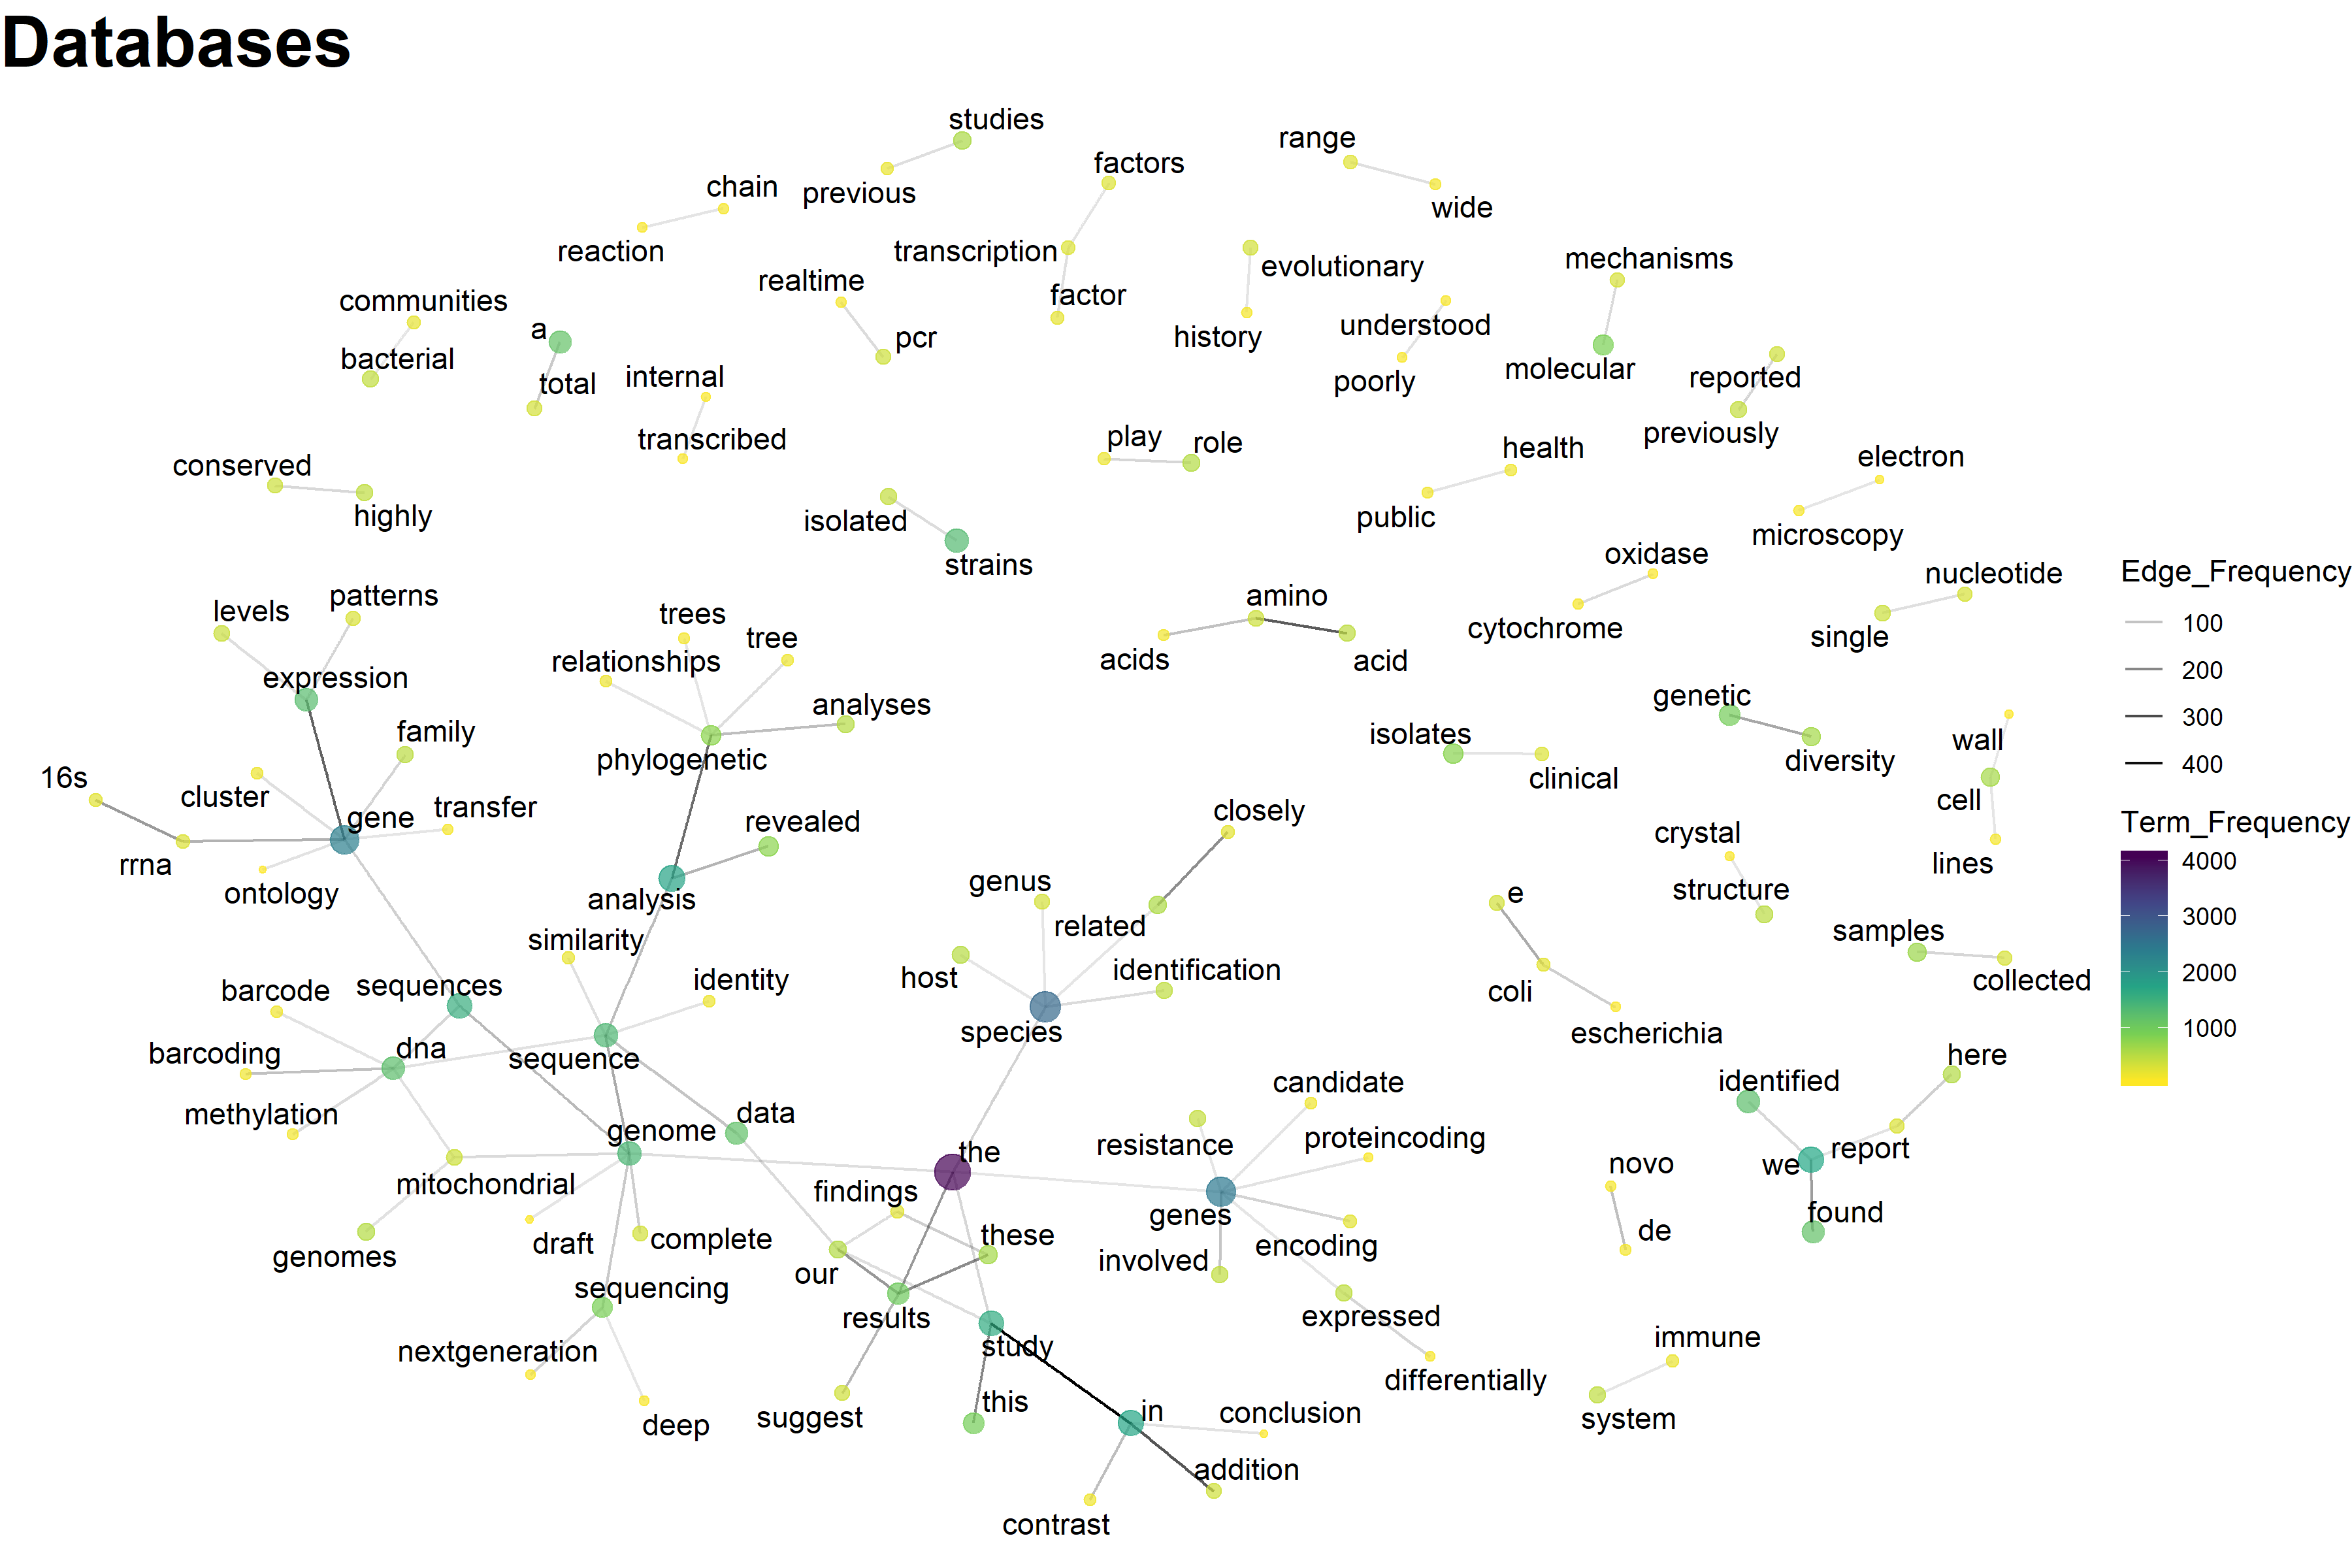 Databases
studies
range
factors
chain
previous
wide
reaction
transcription
evolutionary
mechanisms
realtime
factor
communities
a
understood
pcr
history
bacterial
total
internal
poorly
molecular
reported
transcribed
play
role
health
previously
conserved
electron
highly
isolated
public
microscopy
strains
oxidase
nucleotide
Edge_Frequency
levels
patterns
trees
tree
amino
cytochrome
single
100
relationships
acids
acid
200
expression
analyses
genetic
300
family
isolates
wall
phylogenetic
diversity
400
16s
cluster
transfer
clinical
cell
gene
revealed
closely
crystal
Term_Frequency
rrna
lines
4000
ontology
analysis
genus
e
structure
3000
similarity
related
samples
2000
barcode
sequences
identity
host
identification
coli
collected
1000
barcoding
dna
sequence
species
escherichia
here
methylation
data
candidate
identified
genome
the
resistance
proteincoding
report
mitochondrial
findings
we
novo
genomes
draft
complete
these
genes
found
our
involved
encoding
de
sequencing
results
expressed
nextgeneration
study
immune
deep
suggest
this
differentially
system
in
conclusion
addition
contrast